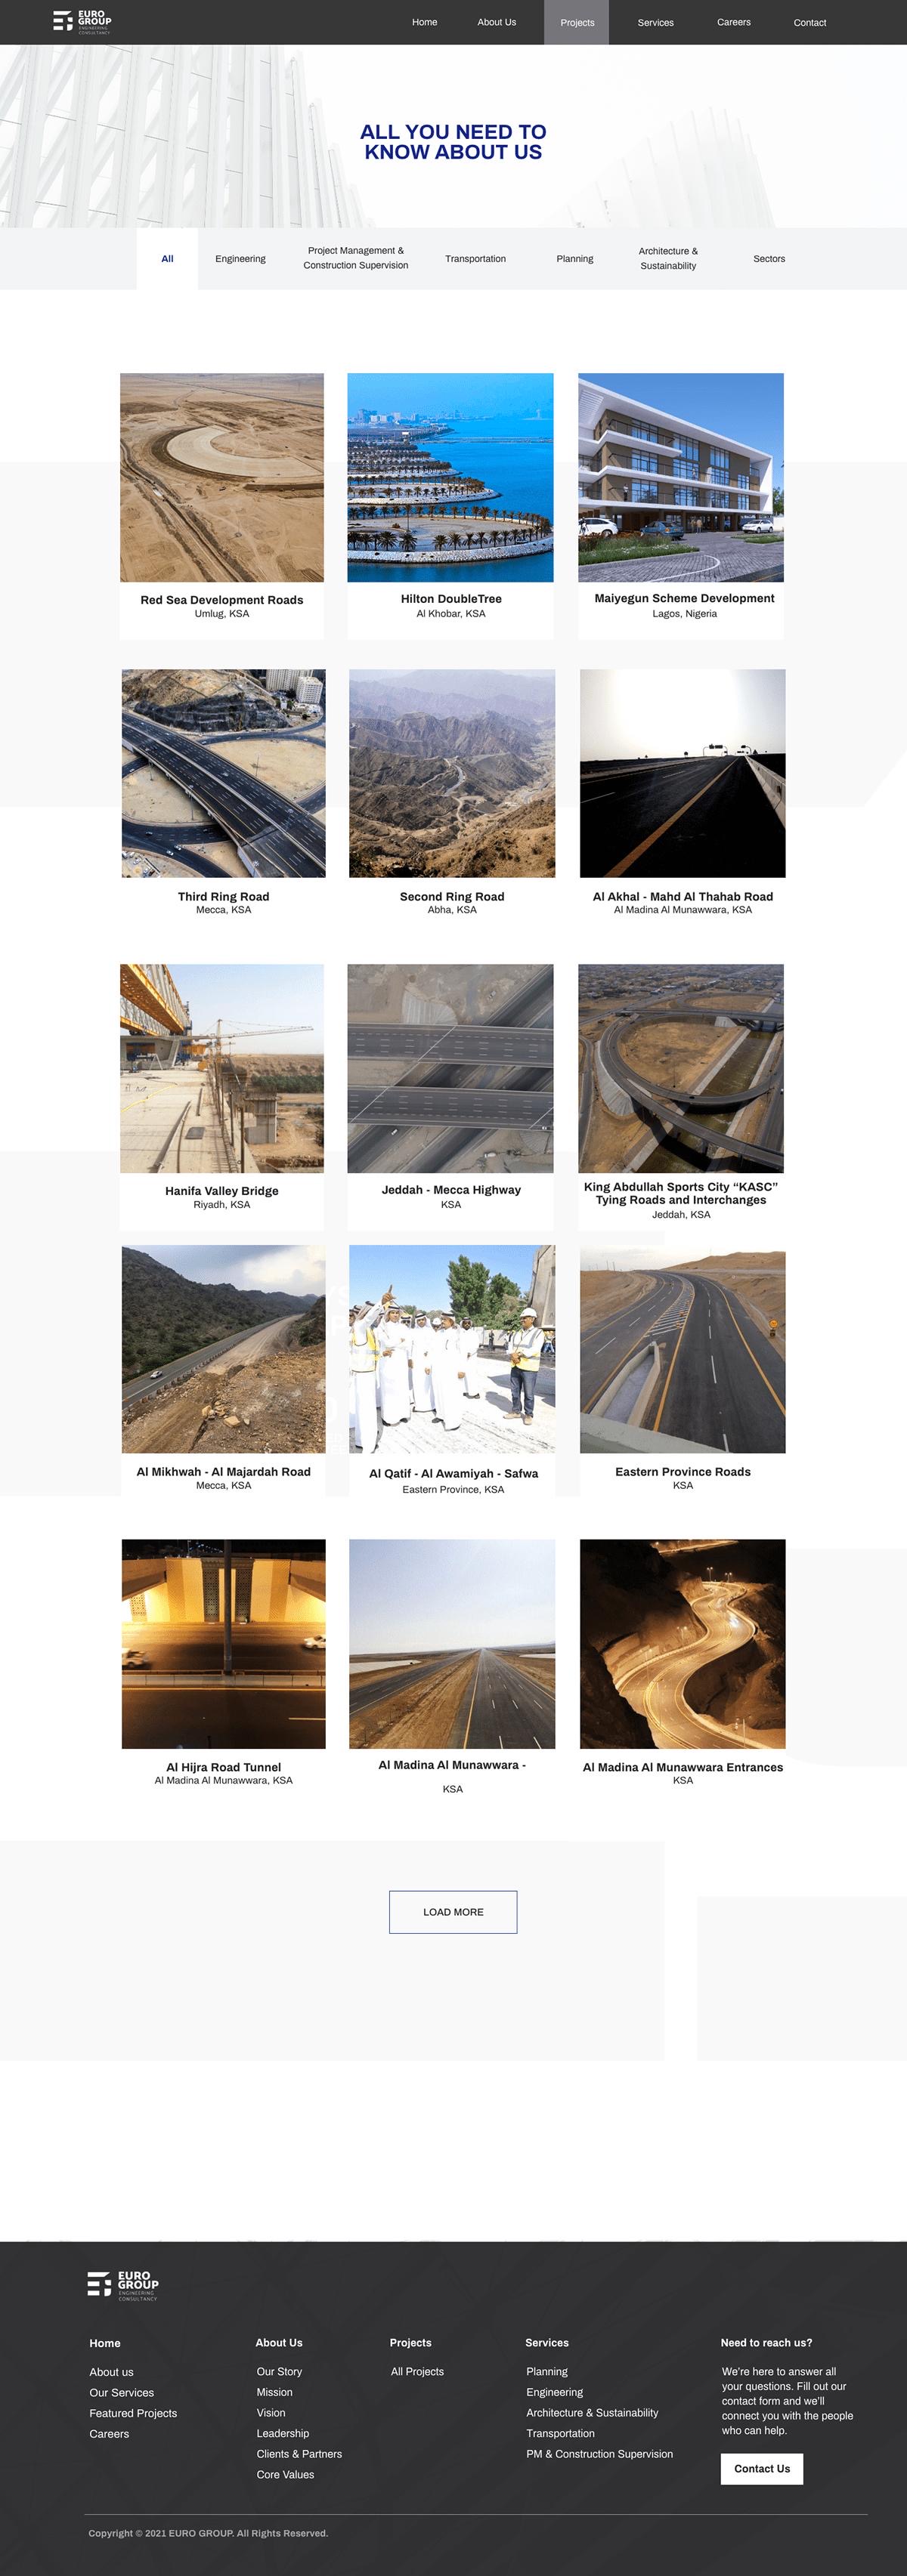 EURO
GROUP
ENGINEERING
CONSULTANCY
Home
About Us
Projects
Services
Careers
Contact
ALL YOU NEED TO
KNOW ABOUT US
All
Engineering
Project Management &
Construction Supervision
Transportation
Planning
Architecture &
Sustainability
Sectors
Red Sea Development Roads
Umlug, KSA
Hilton DoubleTree
Al Khobar, KSA
Maiyegun Scheme Development
Lagos, Nigeria
Third Ring Road
Mecca, KSA
Second Ring Road
Abha, KSA
Al Akhal - Mahd Al Thahab Road
Al Madina Al Munawwara, KSA
Hanifa Valley Bridge
Riyadh, KSA
Jeddah - Mecca Highway
KSA
King Abdullah Sports City “KASC”
Tying Roads and Interchanges
Jeddah, KSA
Al Mikhwah - Al Majardah Road
Mecca, KSA
Al Qatif - Al Awamiyah - Safwa
Eastern Province, KSA
Eastern Province Roads
KSA
Al Hijra Road Tunnel
Al Madina Al Munawwara, KSA
Al Madina Al Munawwara -
KSA
Al Madina Al Munawwara Entrances
KSA
LOAD MORE
EURO
GROUP
ENGINEERING
CONSULTANCY
Home
About us
Our Services
Featured Projects
Careers
About Us
Our Story
Mission
Vision
Leadership
Clients & Partners
Core Values
Projects
All Projects
Services
Planning
Engineering
Architecture & Sustainability
Transportation
PM & Construction Supervision
Need to reach us?
We’re here to answer all
your questions. Fill out our
contact form and we’ll
connect you with the people
who can help.
Contact Us
Copyright © 2021 EURO GROUP. All Rights Reserved.